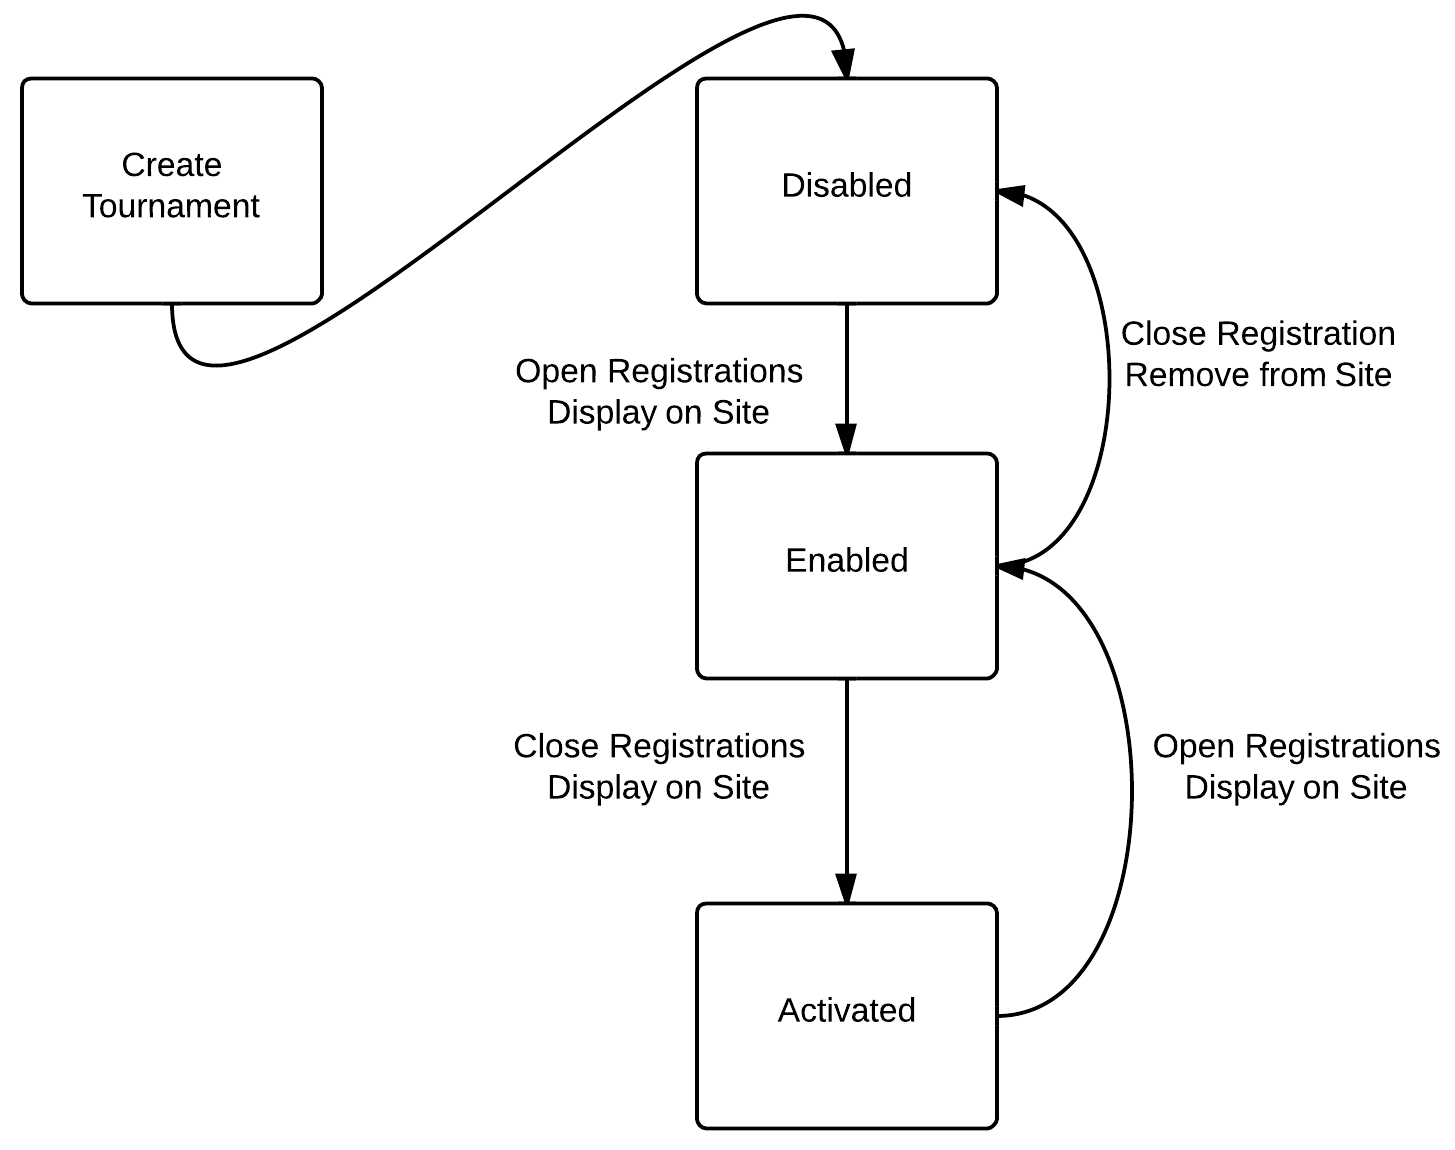 Create
Tournament
Disabled
Open Registrations
Display on Site
Close Registration
Remove from Site
Enabled
Close Registrations
Display on Site
Open Registrations
Display on Site
Activated